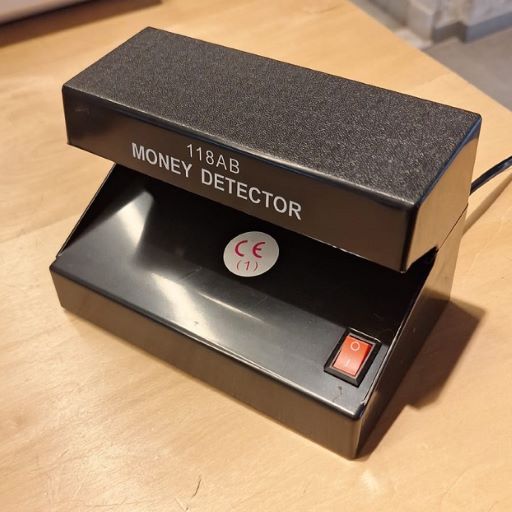 118AB
MONEY DETECTOR
CE
(1)
O
I